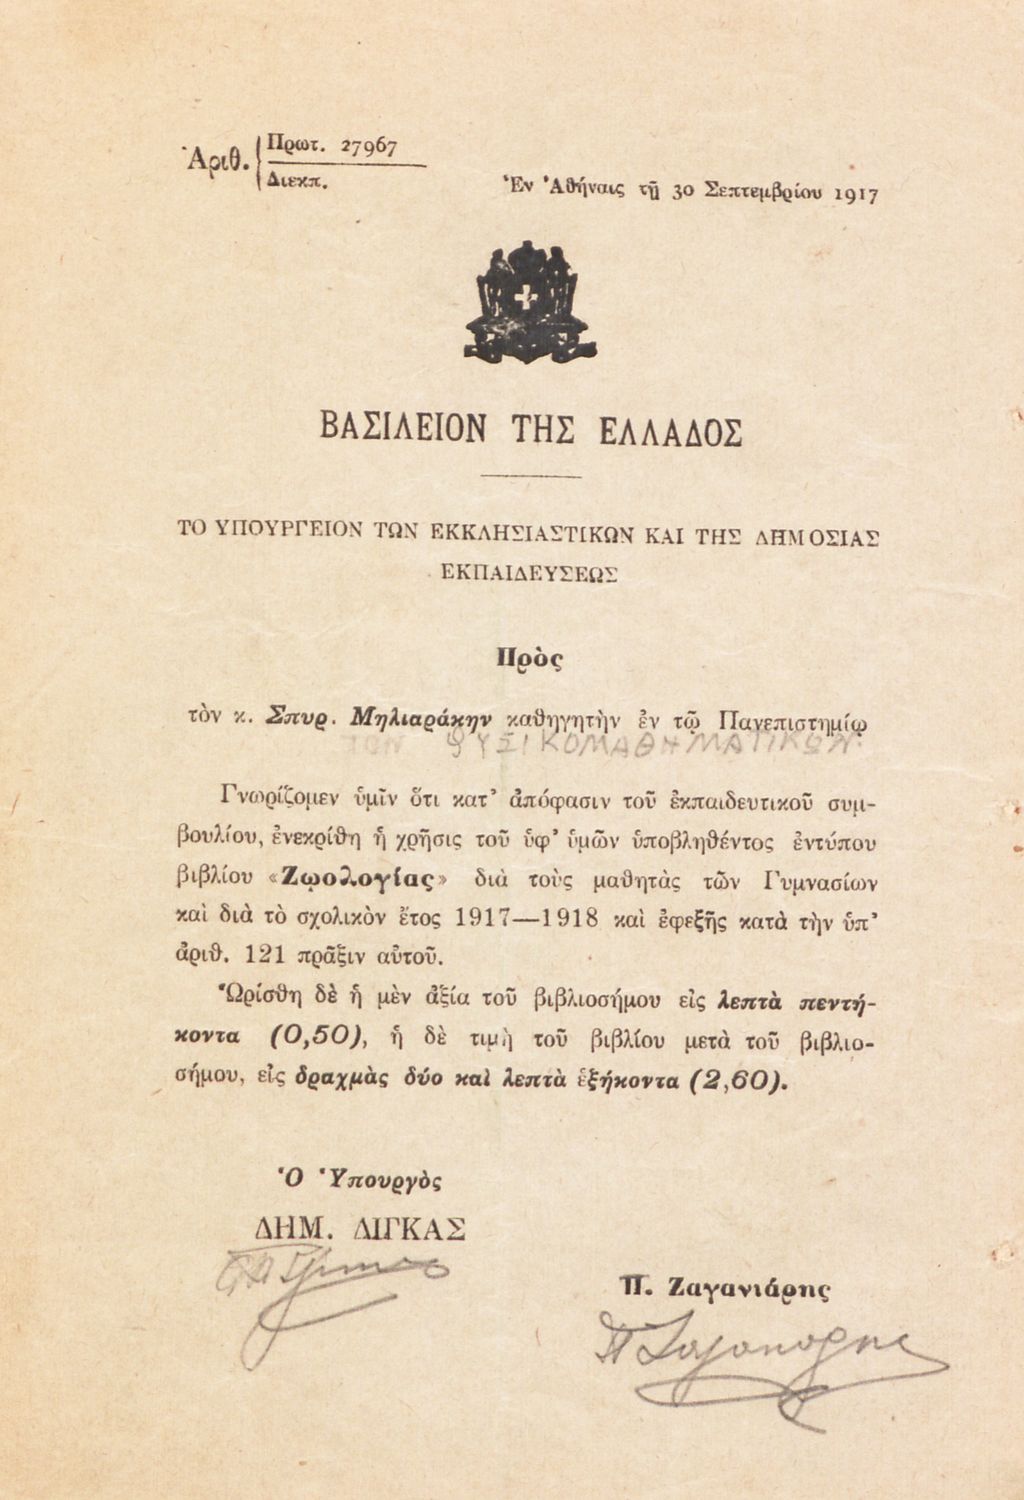 Ἀριθ. Πρωτ. 27967
Διεκπ.
Ἐν Ἀθήναις τῇ 30 Σεπτεμβρίου 1917
ΒΑΣΙΛΕΙΟΝ ΤΗΣ ΕΛΛΑΔΟΣ
ΤΟ ΥΠΟΥΡΓΕΙΟΝ ΤΩΝ ΕΚΚΛΗΣΙΑΣΤΙΚΩΝ ΚΑΙ ΤΗΣ ΔΗΜΟΣΙΑΣ
ΕΚΠΑΙΔΕΥΣΕΩΣ
Πρὸς
τὸν κ. Σπυρ. Μηλιαράκην καθηγητὴν ἐν τῷ Πανεπιστημίῳ
ΤΩΝ ΦΥΣΙΚΟΜΑΘΗΜΑΤΙΚΩΝ.
Γνωρίζομεν ὑμῖν ὅτι κατ' ἀπόφασιν τοῦ ἐκπαιδευτικοῦ συμ-
βουλίου, ἐνεκρίθη ἡ χρῆσις τοῦ ὑφ' ὑμῶν ὑποβληθέντος ἐντύπου
βιβλίου «Ζῳολογίας» διὰ τοὺς μαθητὰς τῶν Γυμνασίων
καὶ διὰ τὸ σχολικὸν ἔτος 1917—1918 καὶ ἐφεξῆς κατὰ τὴν ὑπ'
ἀριθ. 121 πρᾶξιν αὐτοῦ.
Ὡρίσθη δὲ ἡ μὲν ἀξία τοῦ βιβλιοσήμου εἰς λεπτὰ πεντή-
κοντα (0,50), ἡ δὲ τιμὴ τοῦ βιβλίου μετὰ τοῦ βιβλιο-
σήμου, εἰς δραχμὰς δύο καὶ λεπτὰ ἑξήκοντα (2,60).
Ὁ Ὑπουργὸς
ΔΗΜ. ΔΙΓΚΑΣ
Π. Ζαγανιάρης